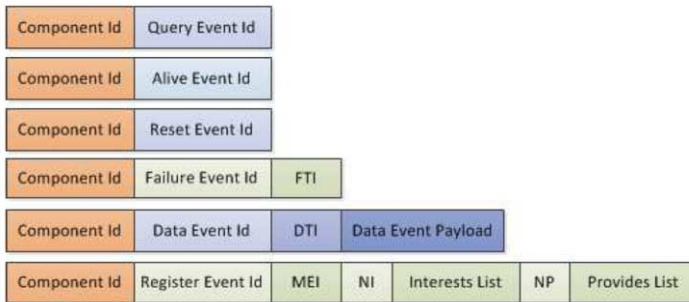 Component Id Query Event Id
Component Id Alive Event Id
Component Id Reset Event Id
Component Id Failure Event Id FTI
Component Id Data Event Id DTI Data Event Payload
Component Id Register Event Id MEI NI Interests List NP Provides List